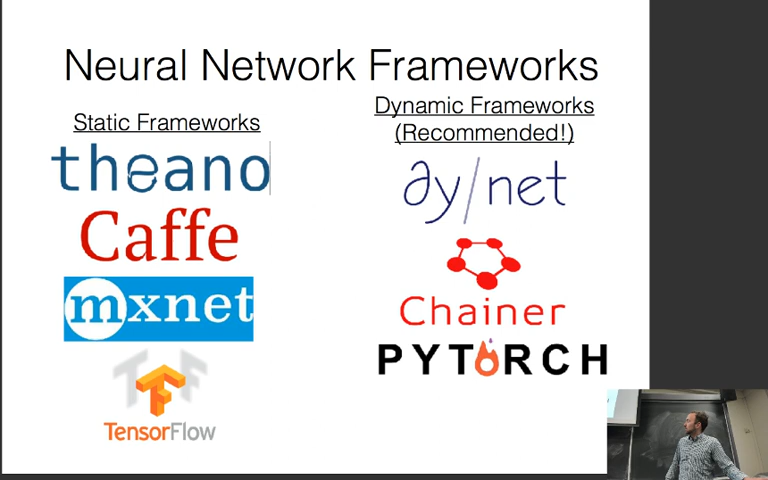 Neural Network Frameworks
Static Frameworks
theano
Caffe
mxnet
TensorFlow
Dynamic Frameworks
(Recommended!)
dy/net
Chainer
PYTORCH